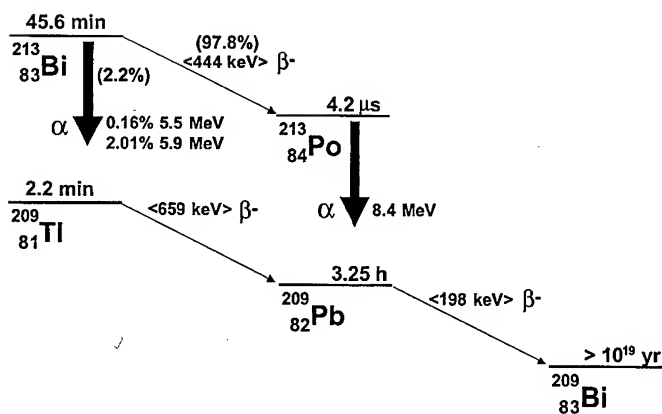 45.6 min
213
83Bi
(2.2%)
(97.8%)
<444 keV> β-
α
0.16% 5.5 MeV
2.01% 5.9 MeV
4.2 μs
213
84Po
α 8.4 MeV
2.2 min
209
81Tl
<659 keV> β-
3.25 h
209
82Pb
<198 keV> β-
> 10¹⁹ yr
209
83Bi